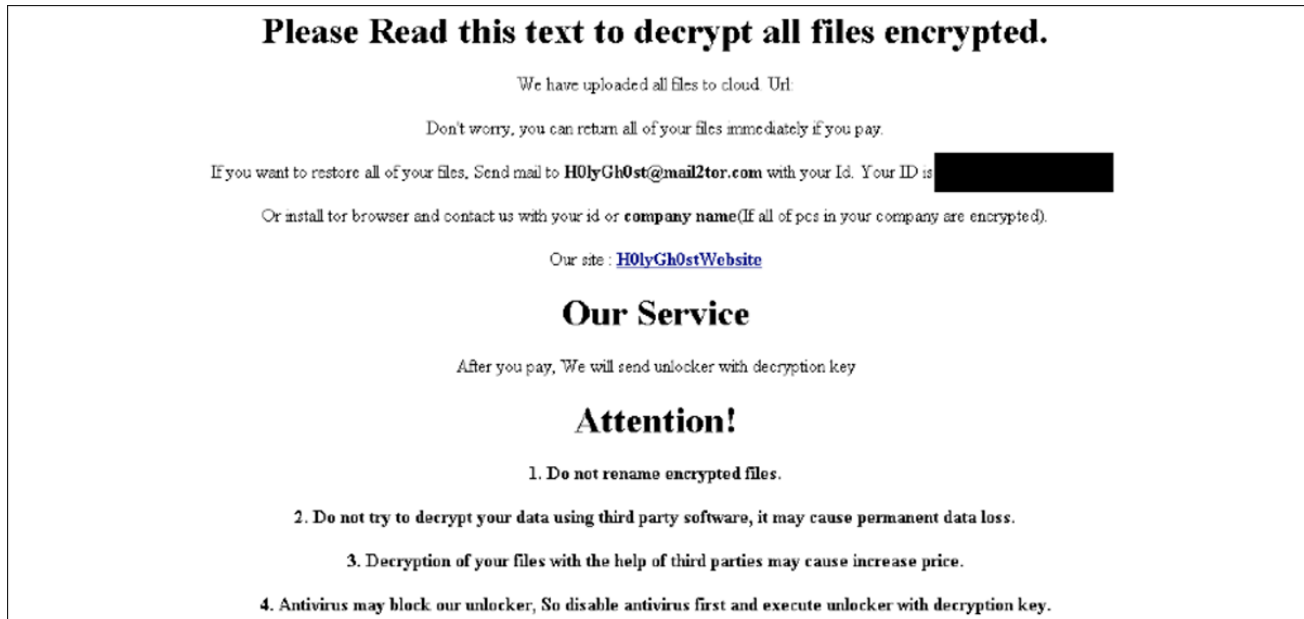 Please Read this text to decrypt all files encrypted.
We have uploaded all files to cloud. Url:
Don't worry, you can return all of your files immediately if you pay.
If you want to restore all of your files, Send mail to H0lyGh0st@mail2tor.com with your Id. Your ID is
Or install tor browser and contact us with your id or company name(If all of pcs in your company are encrypted).
Our site : H0lyGh0stWebsite
Our Service
After you pay, We will send unlocker with decryption key
Attention!
1. Do not rename encrypted files.
2. Do not try to decrypt your data using third party software, it may cause permanent data loss.
3. Decryption of your files with the help of third parties may cause increase price.
4. Antivirus may block our unlocker, So disable antivirus first and execute unlocker with decryption key.